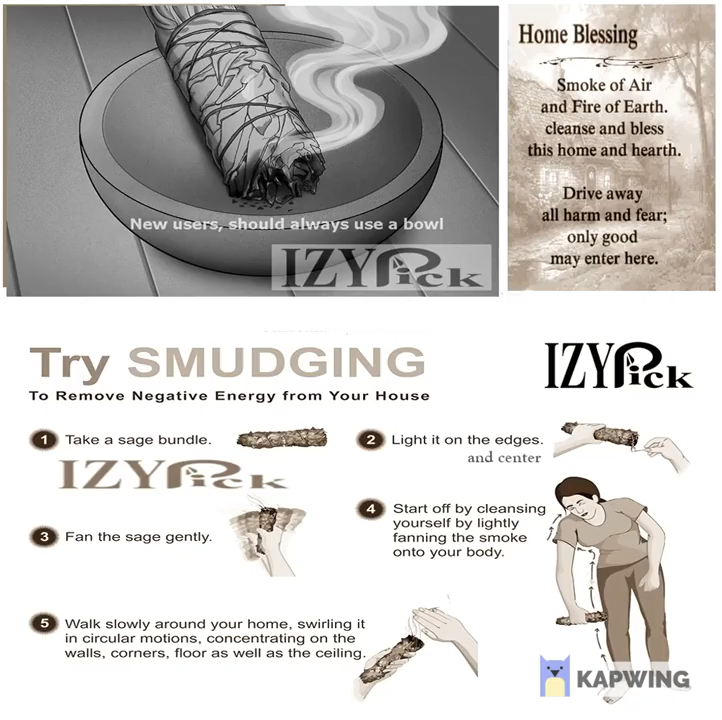 New users, should always use a bowl
IZYPick
Home Blessing
Smoke of Air
and Fire of Earth.
cleanse and bless
this home and hearth.
Drive away
all harm and fear;
only good
may enter here.
Try SMUDGING
To Remove Negative Energy from Your House
IZYPick
1 Take a sage bundle.
2 Light it on the edges.
and center
IZYPick
3 Fan the sage gently.
4 Start off by cleansing
yourself by lightly
fanning the smoke
onto your body.
5 Walk slowly around your home, swirling it
in circular motions, concentrating on the
walls, corners, floor as well as the ceiling.
KAPWING